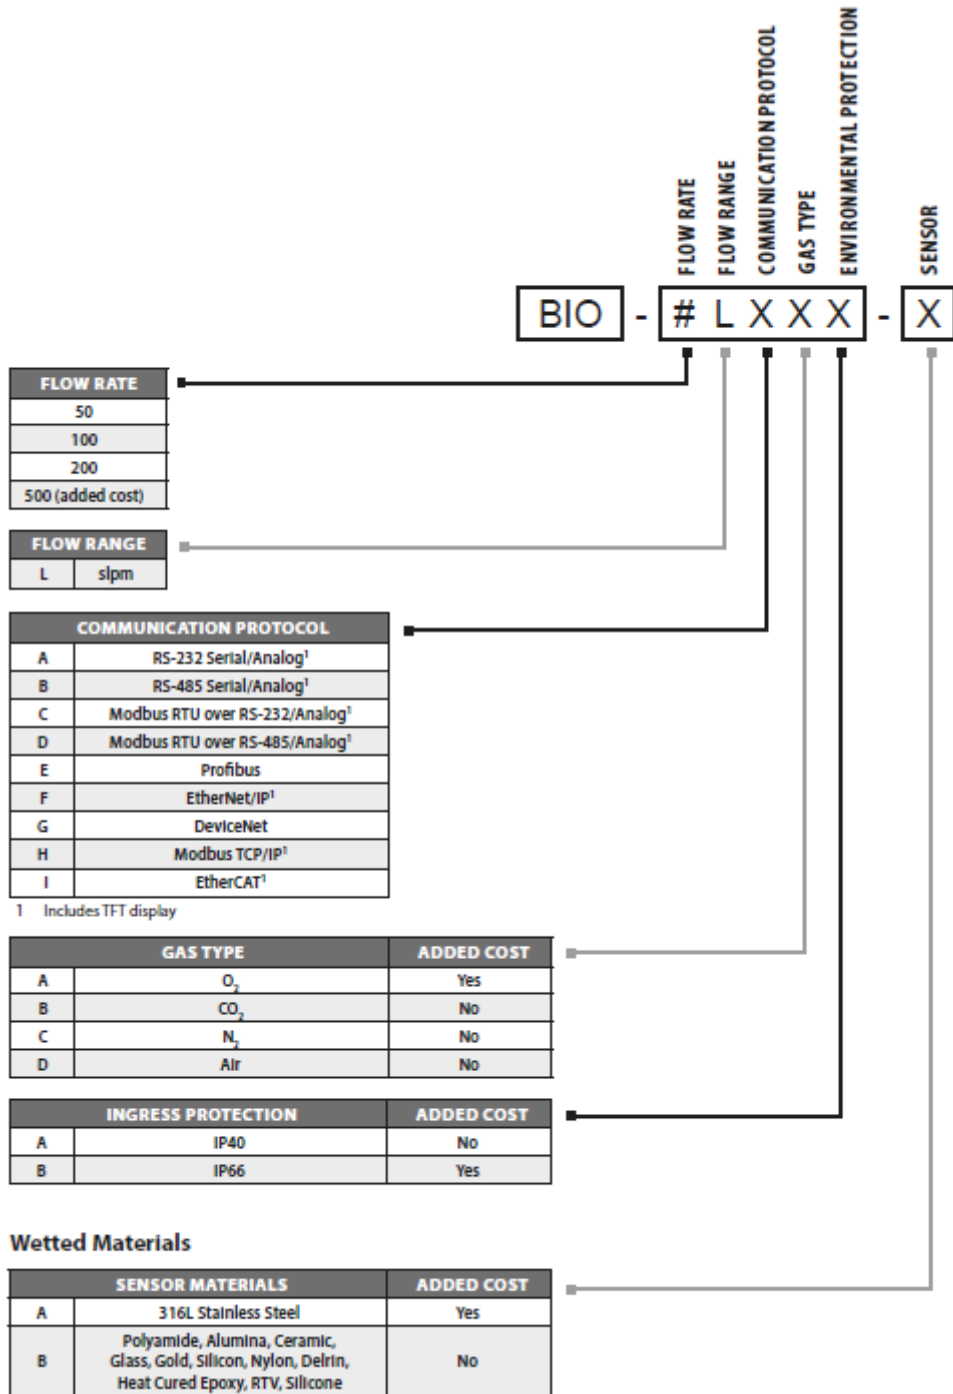 FLOW RATE
FLOW RANGE
COMMUNICATION PROTOCOL
GAS TYPE
ENVIRONMENTAL PROTECTION
SENSOR
BIO - # L X X X - X
FLOW RATE
50
100
200
500 (added cost)
FLOW RANGE
L slpm
COMMUNICATION PROTOCOL
A RS-232 Serial/Analog¹
B RS-485 Serial/Analog¹
C Modbus RTU over RS-232/Analog¹
D Modbus RTU over RS-485/Analog¹
E Profibus
F EtherNet/IP¹
G DeviceNet
H Modbus TCP/IP¹
I EtherCAT¹
1 Includes TFT display
GAS TYPE ADDED COST
A O₂ Yes
B CO₂ No
C N₂ No
D Air No
INGRESS PROTECTION ADDED COST
A IP40 No
B IP66 Yes
Wetted Materials
SENSOR MATERIALS ADDED COST
A 316L Stainless Steel Yes
Polyamide, Alumina, Ceramic,
B Glass, Gold, Silicon, Nylon, Delrin, No
Heat Cured Epoxy, RTV, Silicone